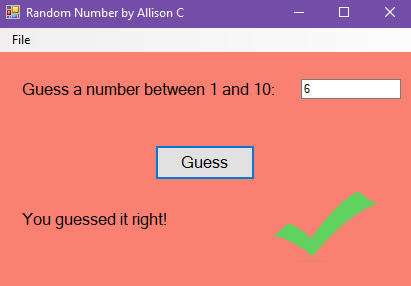 Random Number by Allison C
File
Guess a number between 1 and 10:
6
Guess
You guessed it right!